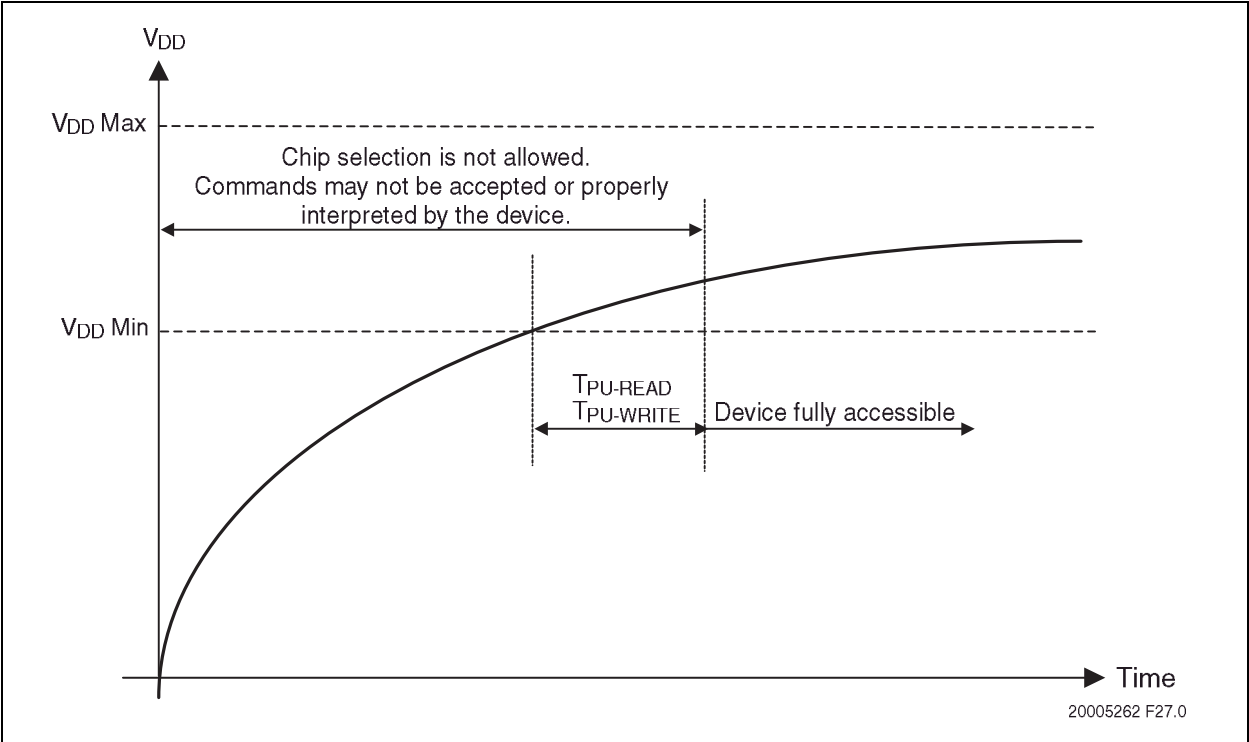 VDD
VDD Max
Chip selection is not allowed.
Commands may not be accepted or properly
interpreted by the device.
VDD Min
TPU-READ
TPU-WRITE
Device fully accessible
Time
20005262 F27.0